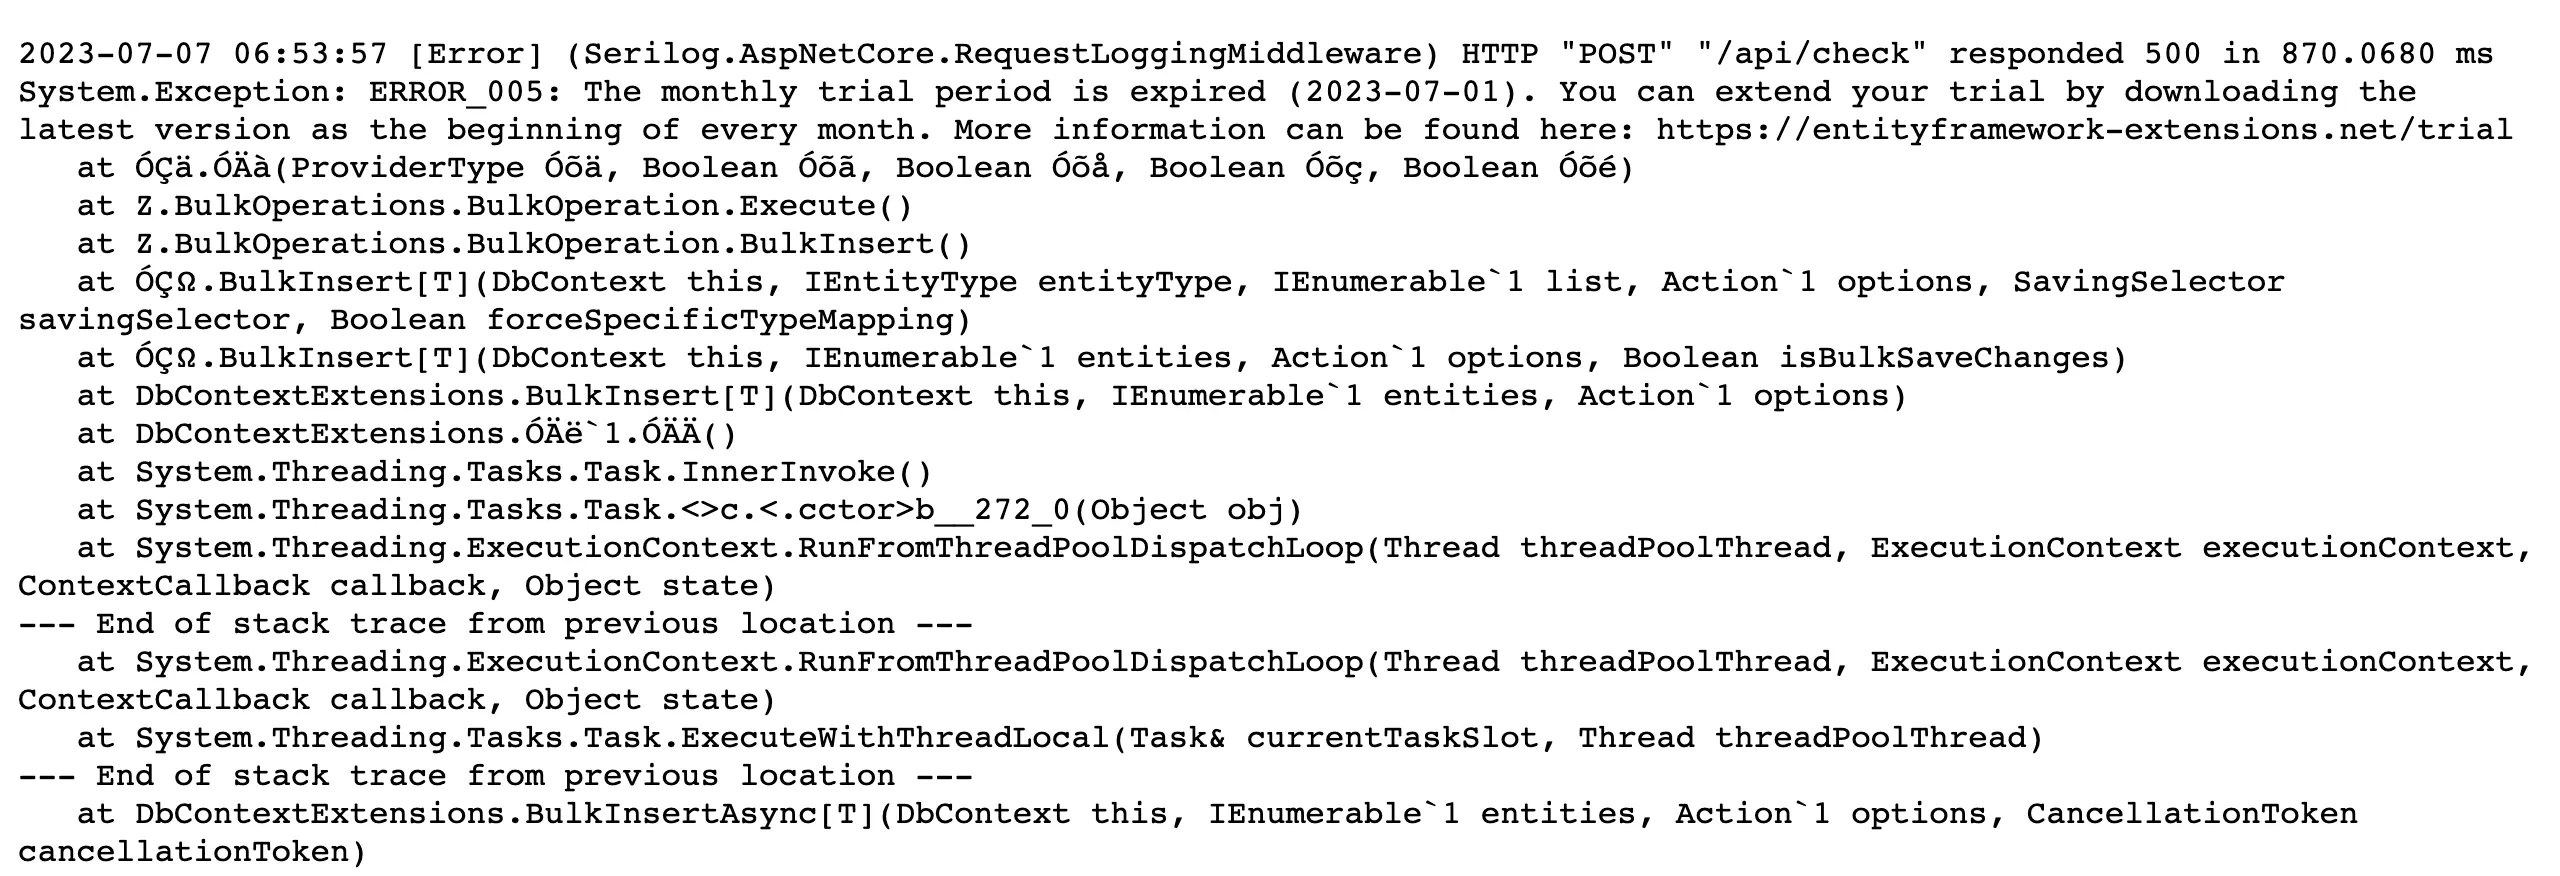 2023-07-07 06:53:57 [Error] (Serilog.AspNetCore.RequestLoggingMiddleware) HTTP "POST" "/api/check" responded 500 in 870.0680 ms
System.Exception: ERROR_005: The monthly trial period is expired (2023-07-01). You can extend your trial by downloading the
latest version as the beginning of every month. More information can be found here: https://entityframework-extensions.net/trial
   at ÓÇä.ÓÄà(ProviderType Óõä, Boolean Óõã, Boolean Óõå, Boolean Óõç, Boolean Óõé)
   at Z.BulkOperations.BulkOperation.Execute()
   at Z.BulkOperations.BulkOperation.BulkInsert()
   at ÓÇΩ.BulkInsert[T](DbContext this, IEntityType entityType, IEnumerable`1 list, Action`1 options, SavingSelector
savingSelector, Boolean forceSpecificTypeMapping)
   at ÓÇΩ.BulkInsert[T](DbContext this, IEnumerable`1 entities, Action`1 options, Boolean isBulkSaveChanges)
   at DbContextExtensions.BulkInsert[T](DbContext this, IEnumerable`1 entities, Action`1 options)
   at DbContextExtensions.ÓÄë`1.ÓÄÄ()
   at System.Threading.Tasks.Task.InnerInvoke()
   at System.Threading.Tasks.Task.<>c.<.cctor>b__272_0(Object obj)
   at System.Threading.ExecutionContext.RunFromThreadPoolDispatchLoop(Thread threadPoolThread, ExecutionContext executionContext,
ContextCallback callback, Object state)
--- End of stack trace from previous location ---
   at System.Threading.ExecutionContext.RunFromThreadPoolDispatchLoop(Thread threadPoolThread, ExecutionContext executionContext,
ContextCallback callback, Object state)
   at System.Threading.Tasks.Task.ExecuteWithThreadLocal(Task& currentTaskSlot, Thread threadPoolThread)
--- End of stack trace from previous location ---
   at DbContextExtensions.BulkInsertAsync[T](DbContext this, IEnumerable`1 entities, Action`1 options, CancellationToken
cancellationToken)